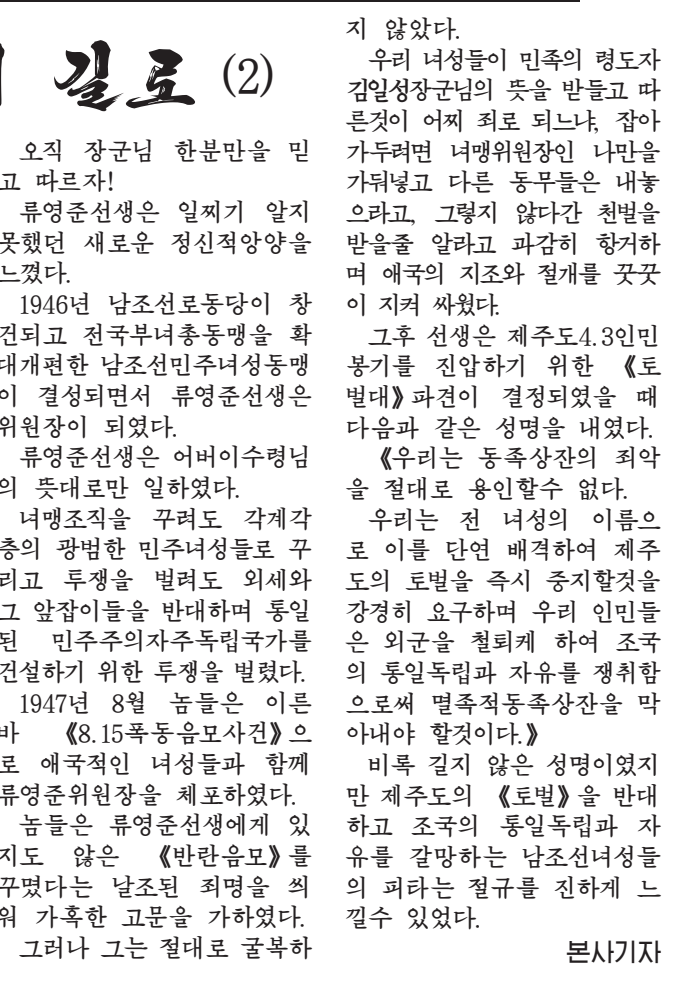 길로 (2)
오직 장군님 한분만을 믿
고 따르자!
류영준선생은 일찌기 알지
못했던 새로운 정신적앙양을
느꼈다.
1946년 남조선로동당이 창
건되고 전국부녀총동맹을 확
대개편한 남조선민주녀성동맹
이 결성되면서 류영준선생은
위원장이 되였다.
류영준선생은 어버이수령님
의 뜻대로만 일하였다.
녀맹조직을 꾸려도 각계각
층의 광범한 민주녀성들로 꾸
리고 투쟁을 벌려도 외세와
그 앞잡이들을 반대하며 통일
된 민주주의자주독립국가를
건설하기 위한 투쟁을 벌렸다.
1947년 8월 놈들은 이른
바 《8.15폭동음모사건》으
로 애국적인 녀성들과 함께
류영준위원장을 체포하였다.
놈들은 류영준선생에게 있
지도 않은 《반란음모》를
꾸몄다는 날조된 죄명을 씌
워 가혹한 고문을 가하였다.
그러나 그는 절대로 굴복하
지 않았다.
우리 녀성들이 민족의 령도자
김일성장군님의 뜻을 받들고 따
른것이 어찌 죄로 되느냐, 잡아
가두려면 녀맹위원장인 나만을
가둬넣고 다른 동무들은 내놓
으라고, 그렇지 않다간 천벌을
받을줄 알라고 과감히 항거하
며 애국의 지조와 절개를 꿋꿋
이 지켜 싸웠다.
그후 선생은 제주도4.3인민
봉기를 진압하기 위한 《토
벌대》파견이 결정되였을 때
다음과 같은 성명을 내였다.
《우리는 동족상잔의 죄악
을 절대로 용인할수 없다.
우리는 전 녀성의 이름으
로 이를 단연 배격하여 제주
도의 토벌을 즉시 중지할것을
강경히 요구하며 우리 인민들
은 외군을 철퇴케 하여 조국
의 통일독립과 자유를 쟁취함
으로써 멸족적동족상잔을 막
아내야 할것이다.》
비록 길지 않은 성명이였지
만 제주도의 《토벌》을 반대
하고 조국의 통일독립과 자
유를 갈망하는 남조선녀성들
의 피타는 절규를 진하게 느
낄수 있었다.
본사기자